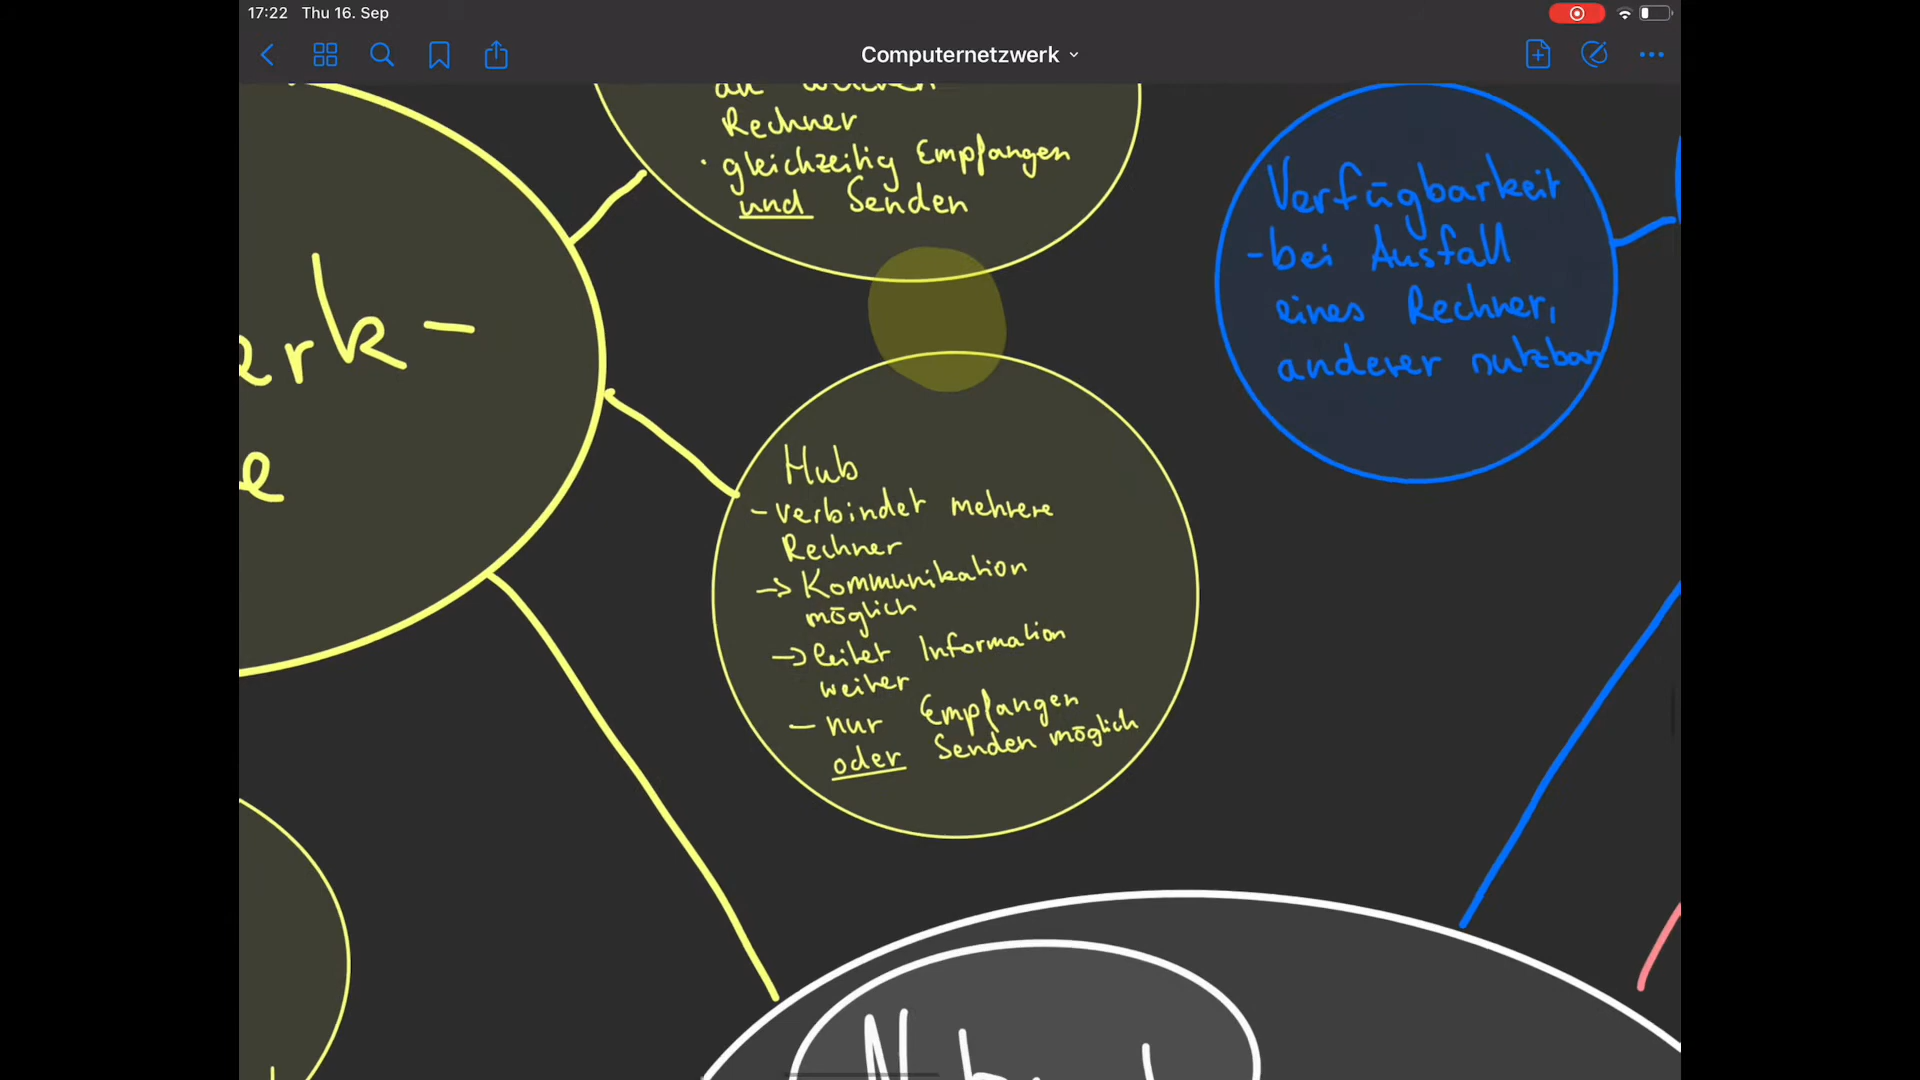 17:22 Thu 16. Sep
Computernetzwerk
Rechner
· gleichzeitig Empfangen
und Senden
Verfügbarkeit
- bei Ausfall
eines Rechner,
anderer nutzbar
erk-
e
Hub
- verbindet mehrere
Rechner
-> Kommunikation
möglich
-> leitet Information
weiter
- nur Empfangen
oder Senden möglich